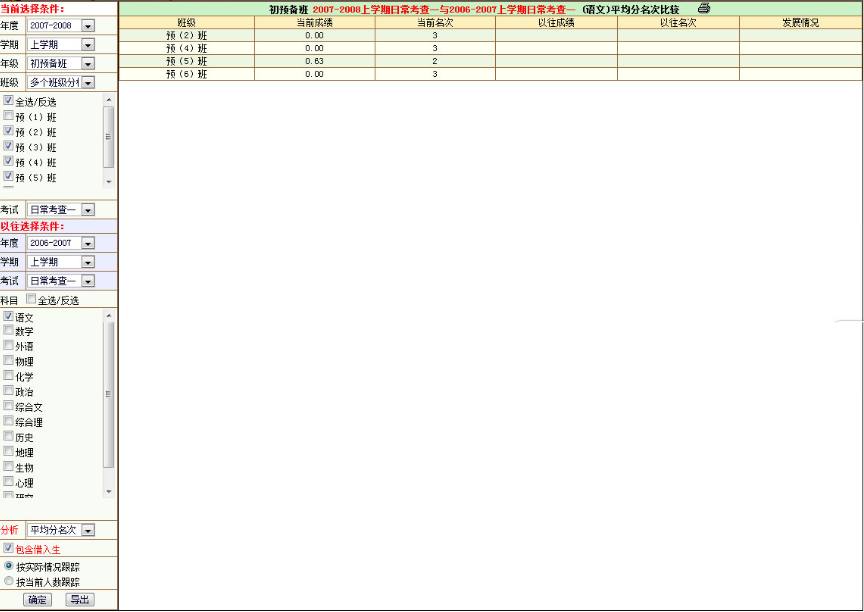 当前选择条件:
年度 2007-2008
学期 上学期
年级 初预备班
班级 多个班级分析
全选/反选
预（1）班
预（2）班
预（3）班
预（4）班
预（5）班
考试 日常考查一
以往选择条件:
年度 2006-2007
学期 上学期
考试 日常考查一
科目 全选/反选
语文
数学
外语
物理
化学
政治
综合文
综合理
历史
地理
生物
心理
分析 平均分名次
包含借入生
按实际情况跟踪
按当前人数跟踪
确定 导出
初预备班 2007-2008上学期日常考查一与2006-2007上学期日常考查一 (语文)平均分名次比较
班级 当前成绩 当前名次 以往成绩 以往名次 发展情况
预（2）班 0.00 3
预（4）班 0.00 3
预（5）班 0.63 2
预（6）班 0.00 3